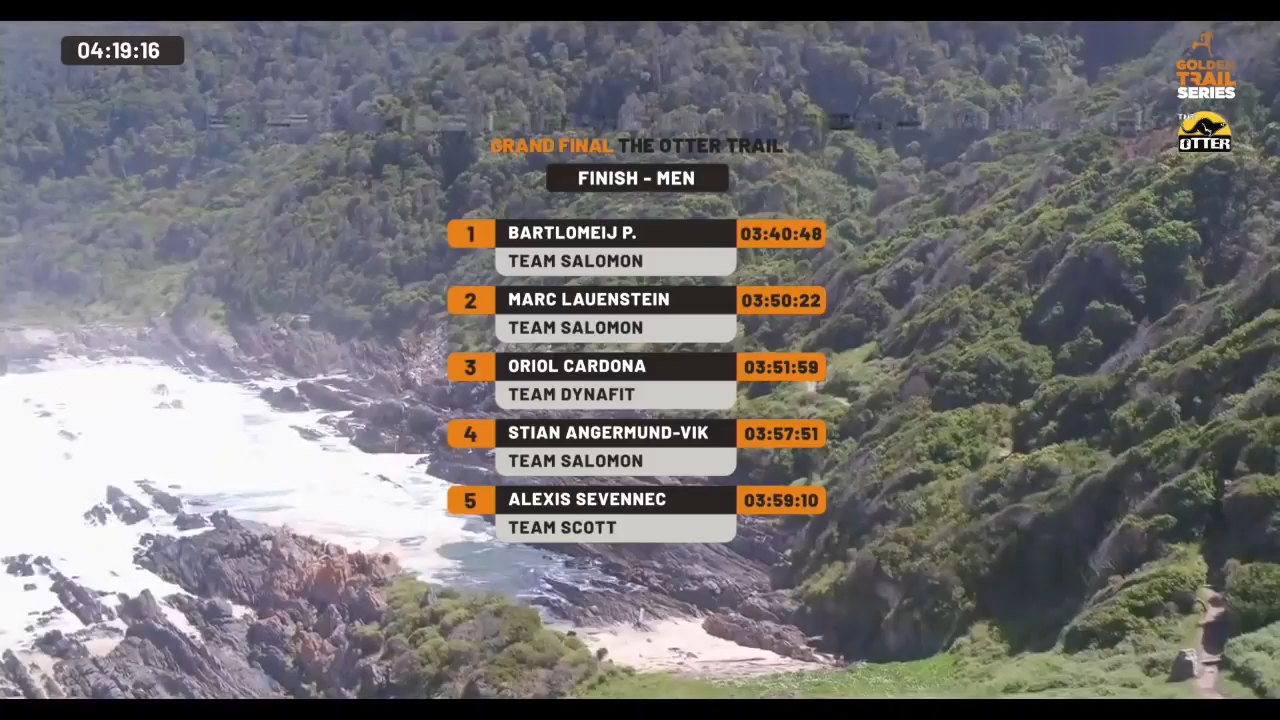 04:19:16
GOLDEN
TRAIL
SERIES
THE
OTTER
GRAND FINAL THE OTTER TRAIL
FINISH - MEN
1 BARTLOMEIJ P. 03:40:48
TEAM SALOMON
2 MARC LAUENSTEIN 03:50:22
TEAM SALOMON
3 ORIOL CARDONA 03:51:59
TEAM DYNAFIT
4 STIAN ANGERMUND-VIK 03:57:51
TEAM SALOMON
5 ALEXIS SEVENNEC 03:59:10
TEAM SCOTT